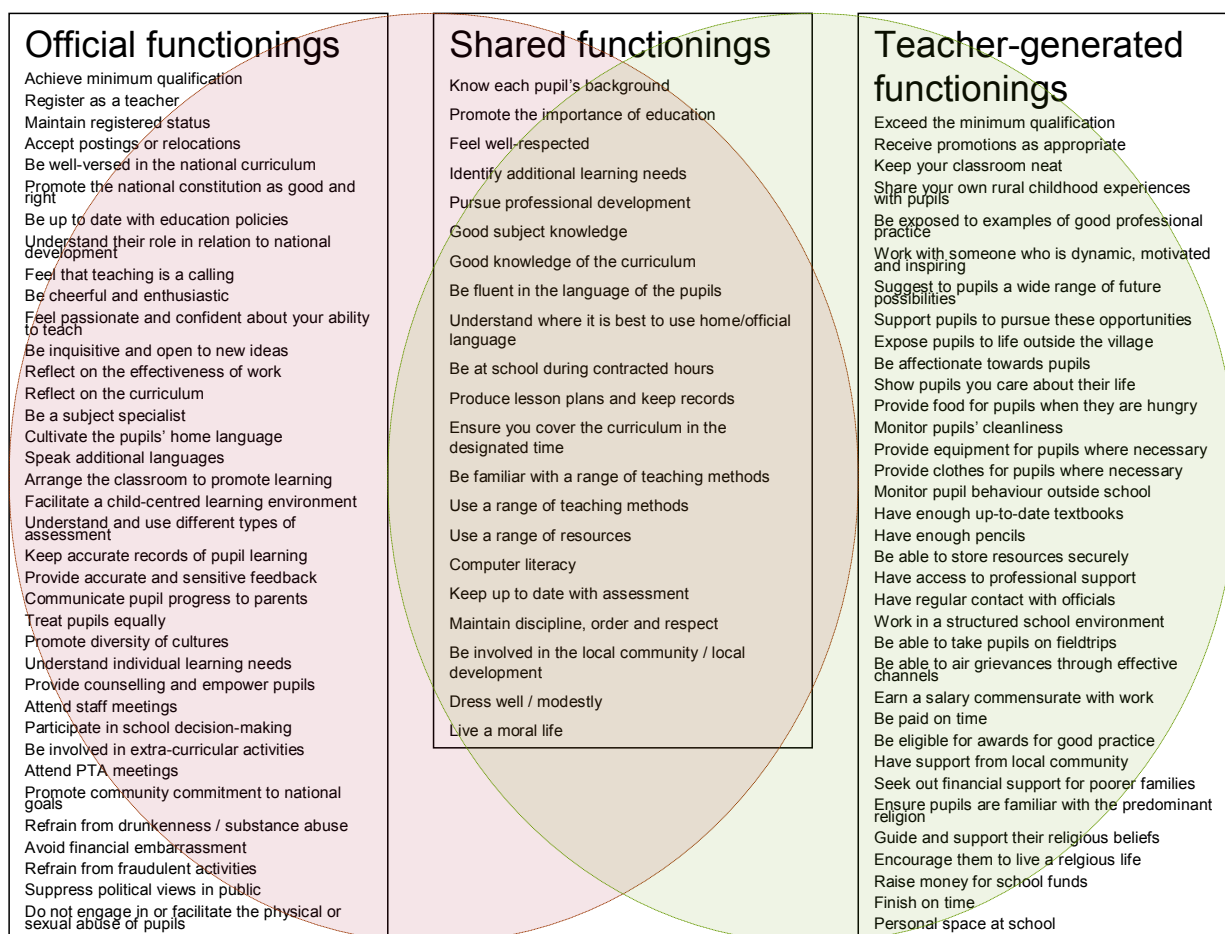 Official functionings
Achieve minimum qualification
Register as a teacher
Maintain registered status
Accept postings or relocations
Be well-versed in the national curriculum
Promote the national constitution as good and
right
Be up to date with education policies
Understand their role in relation to national
development
Feel that teaching is a calling
Be cheerful and enthusiastic
Feel passionate and confident about your ability
to teach
Be inquisitive and open to new ideas
Reflect on the effectiveness of work
Reflect on the curriculum
Be a subject specialist
Cultivate the pupils' home language
Speak additional languages
Arrange the classroom to promote learning
Facilitate a child-centred learning environment
Understand and use different types of
assessment
Keep accurate records of pupil learning
Provide accurate and sensitive feedback
Communicate pupil progress to parents
Treat pupils equally
Promote diversity of cultures
Understand individual learning needs
Provide counselling and empower pupils
Attend staff meetings
Participate in school decision-making
Be involved in extra-curricular activities
Attend PTA meetings
Promote community commitment to national
goals
Refrain from drunkenness / substance abuse
Avoid financial embarrassment
Refrain from fraudulent activities
Suppress political views in public
Do not engage in or facilitate the physical or
sexual abuse of pupils
Shared functionings
Know each pupil's background
Promote the importance of education
Feel well-respected
Identify additional learning needs
Pursue professional development
Good subject knowledge
Good knowledge of the curriculum
Be fluent in the language of the pupils
Understand where it is best to use home/official
language
Be at school during contracted hours
Produce lesson plans and keep records
Ensure you cover the curriculum in the
designated time
Be familiar with a range of teaching methods
Use a range of teaching methods
Use a range of resources
Computer literacy
Keep up to date with assessment
Maintain discipline, order and respect
Be involved in the local community / local
development
Dress well / modestly
Live a moral life
Teacher-generated
functionings
Exceed the minimum qualification
Receive promotions as appropriate
Keep your classroom neat
Share your own rural childhood experiences
with pupils
Be exposed to examples of good professional
practice
Work with someone who is dynamic, motivated
and inspiring
Suggest to pupils a wide range of future
possibilities
Support pupils to pursue these opportunities
Expose pupils to life outside the village
Be affectionate towards pupils
Show pupils you care about their life
Provide food for pupils when they are hungry
Monitor pupils' cleanliness
Provide equipment for pupils where necessary
Provide clothes for pupils where necessary
Monitor pupil behaviour outside school
Have enough up-to-date textbooks
Have enough pencils
Be able to store resources securely
Have access to professional support
Have regular contact with officials
Work in a structured school environment
Be able to take pupils on fieldtrips
Be able to air grievances through effective
channels
Earn a salary commensurate with work
Be paid on time
Be eligible for awards for good practice
Have support from local community
Seek out financial support for poorer families
Ensure pupils are familiar with the predominant
religion
Guide and support their religious beliefs
Encourage them to live a relgious life
Raise money for school funds
Finish on time
Personal space at school